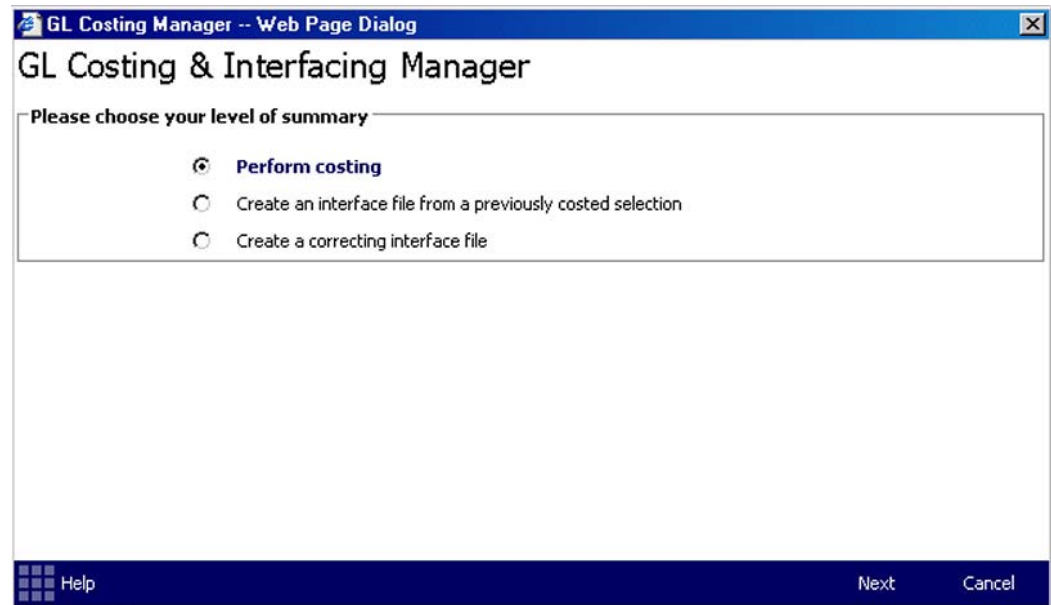 GL Costing Manager -- Web Page Dialog
GL Costing & Interfacing Manager
Please choose your level of summary
Perform costing
Create an interface file from a previously costed selection
Create a correcting interface file
Help Next Cancel